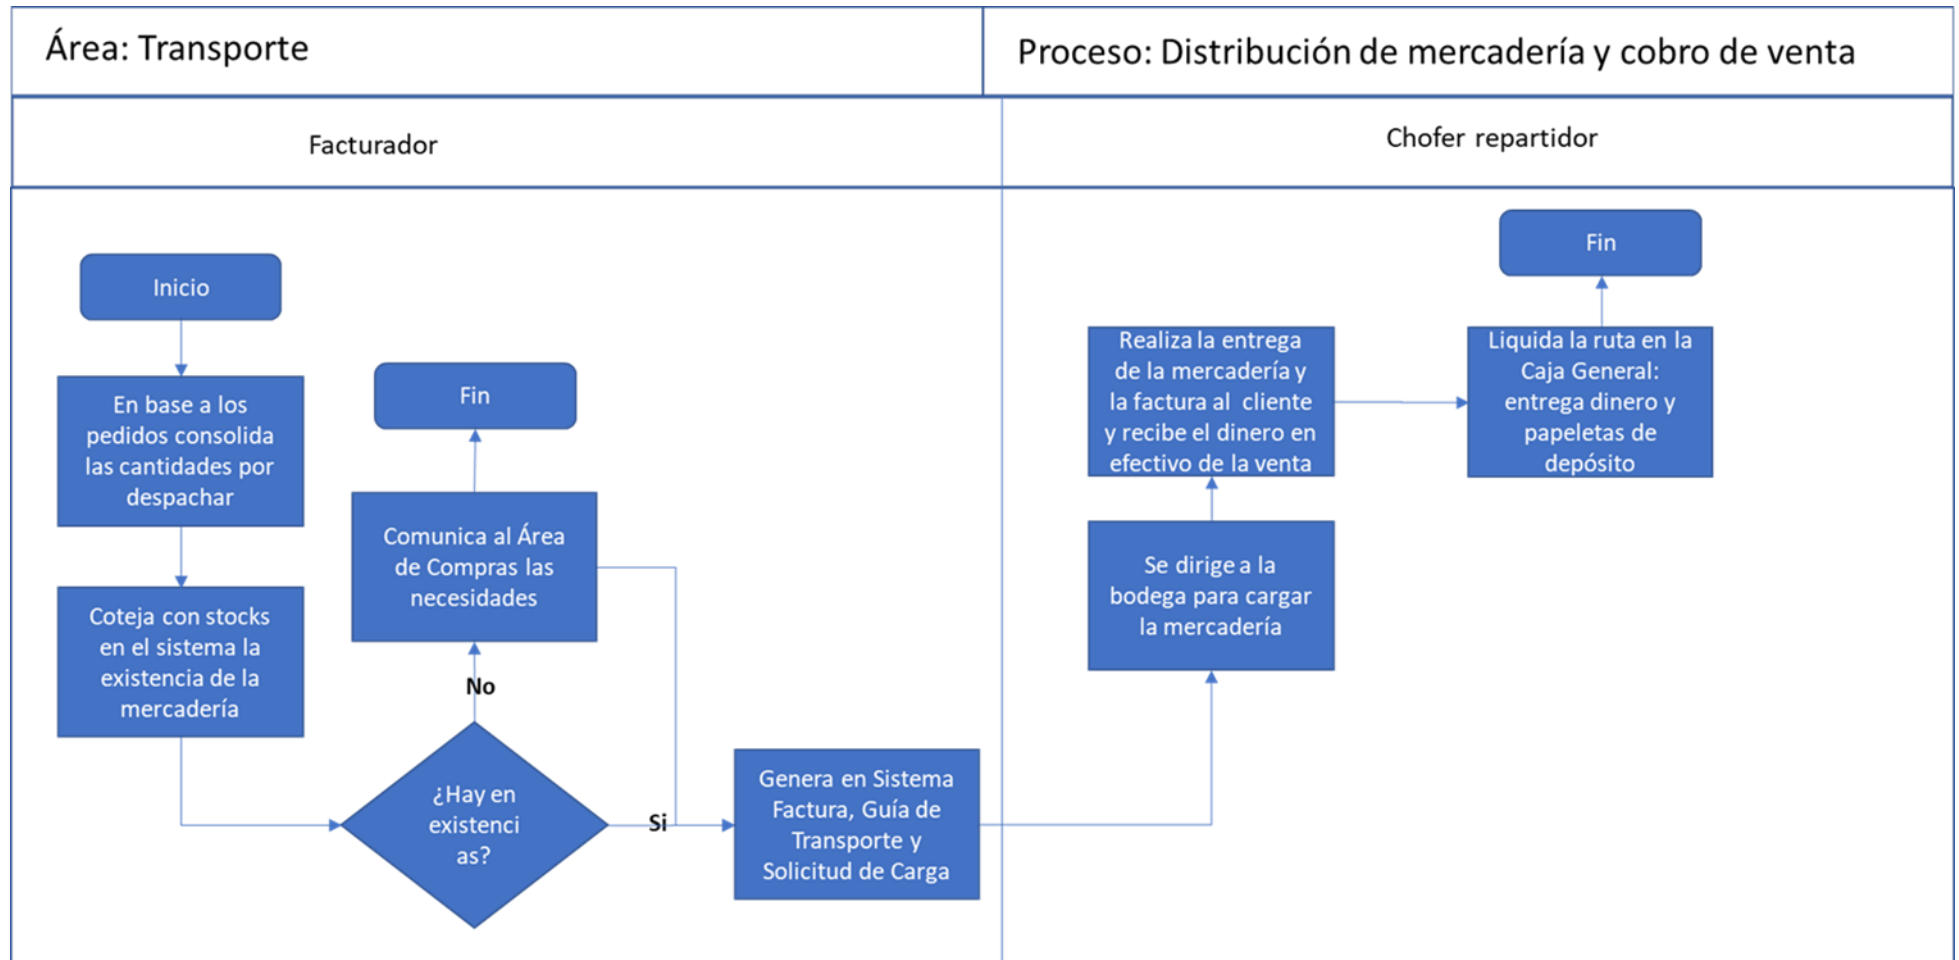 Área: Transporte
Proceso: Distribución de mercadería y cobro de venta
Facturador
Chofer repartidor
Inicio
En base a los
pedidos consolida
las cantidades por
despachar
Coteja con stocks
en el sistema la
existencia de la
mercadería
Fin
Comunica al Área
de Compras las
necesidades
No
¿Hay en
existenci
as?
Si
Genera en Sistema
Factura, Guía de
Transporte y
Solicitud de Carga
Se dirige a la
bodega para cargar
la mercadería
Realiza la entrega
de la mercadería y
la factura al cliente
y recibe el dinero en
efectivo de la venta
Liquida la ruta en la
Caja General:
entrega dinero y
papeletas de
depósito
Fin